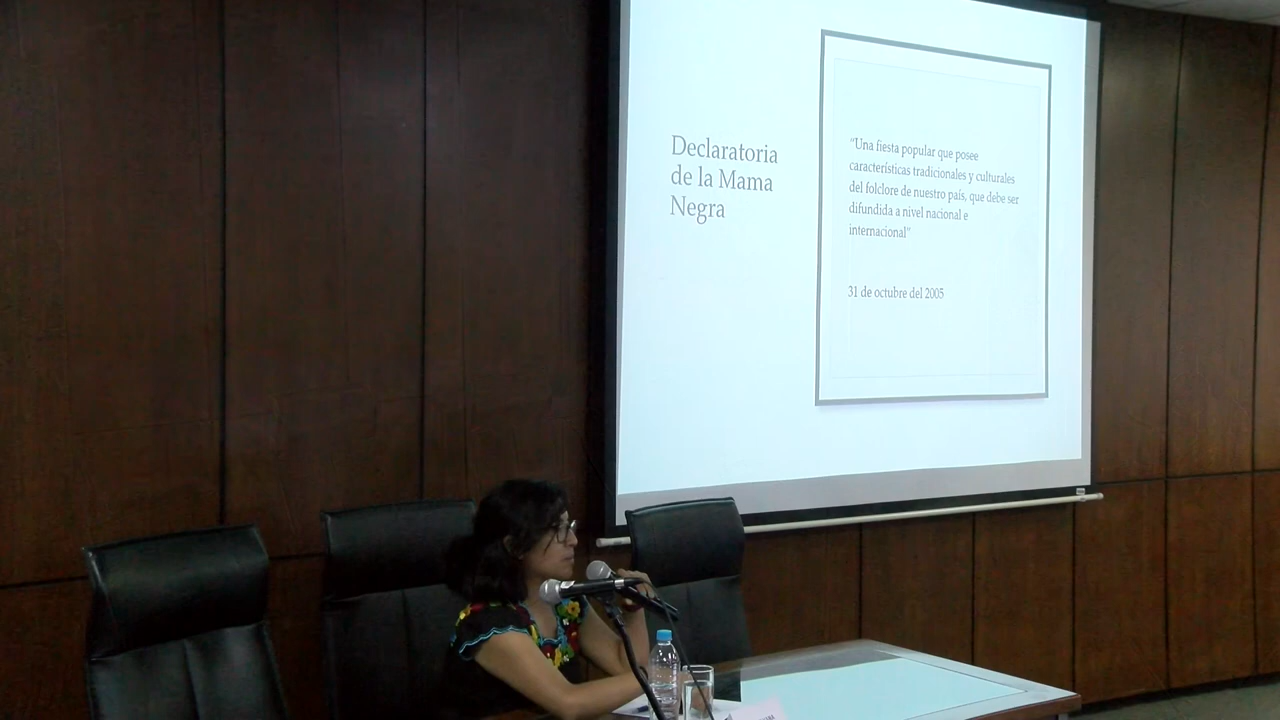 Declaratoria
de la Mama
Negra
“Una fiesta popular que posee
características tradicionales y culturales
del folclore de nuestro país, que debe ser
difundida a nivel nacional e
internacional”
31 de octubre del 2005